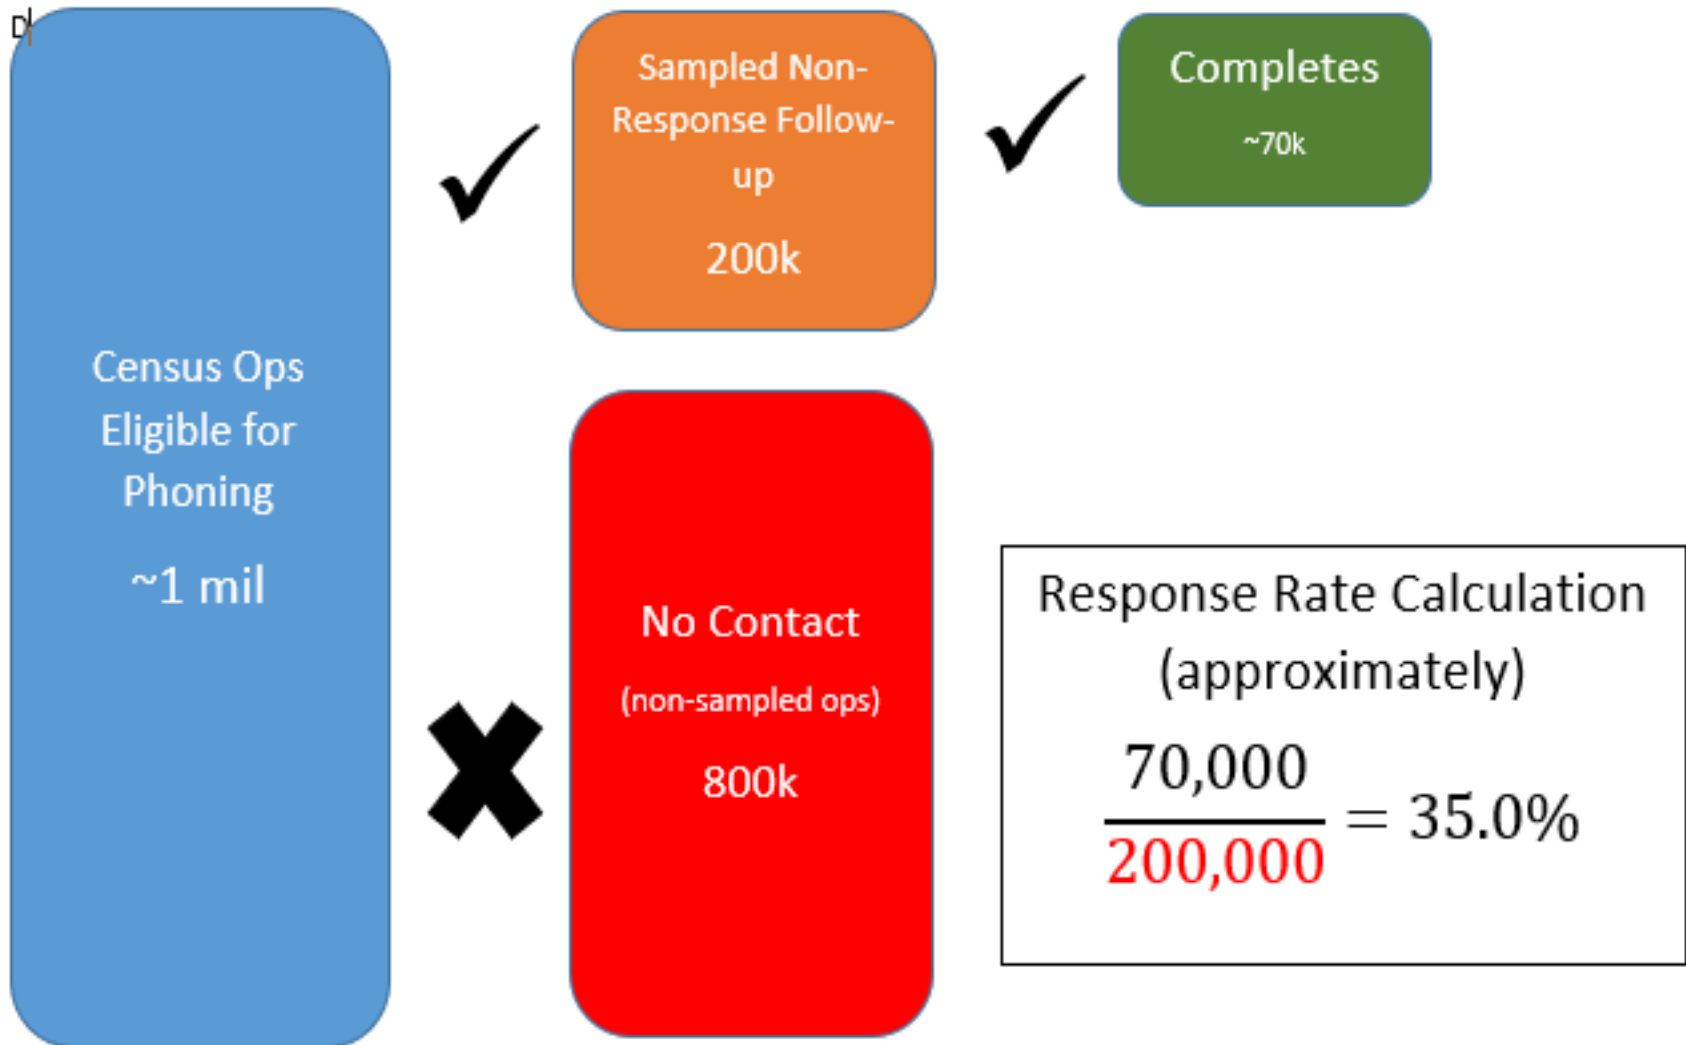 D
Census Ops
Eligible for
Phoning
~1 mil
Sampled Non-
Response Follow-
up
200k
Completes
~70k
No Contact
(non-sampled ops)
800k
Response Rate Calculation
(approximately)
70,000
200,000
= 35.0%